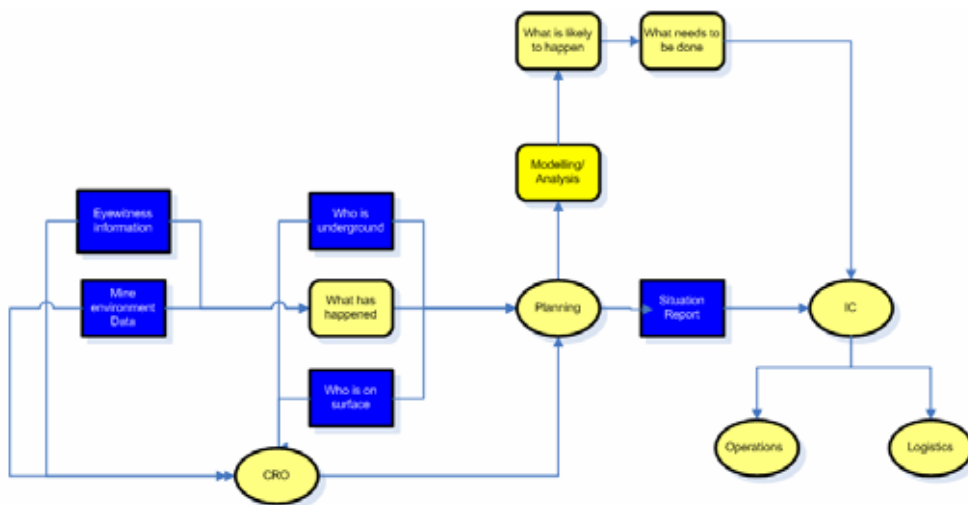 What is likely
to happen
What needs to
be done
Modelling/
Analysis
Eyewitness
information
Who is
underground
Mine
environment
Data
What has
happened
Planning
Situation
Report
IC
Who is on
surface
Operations
Logistics
CRO